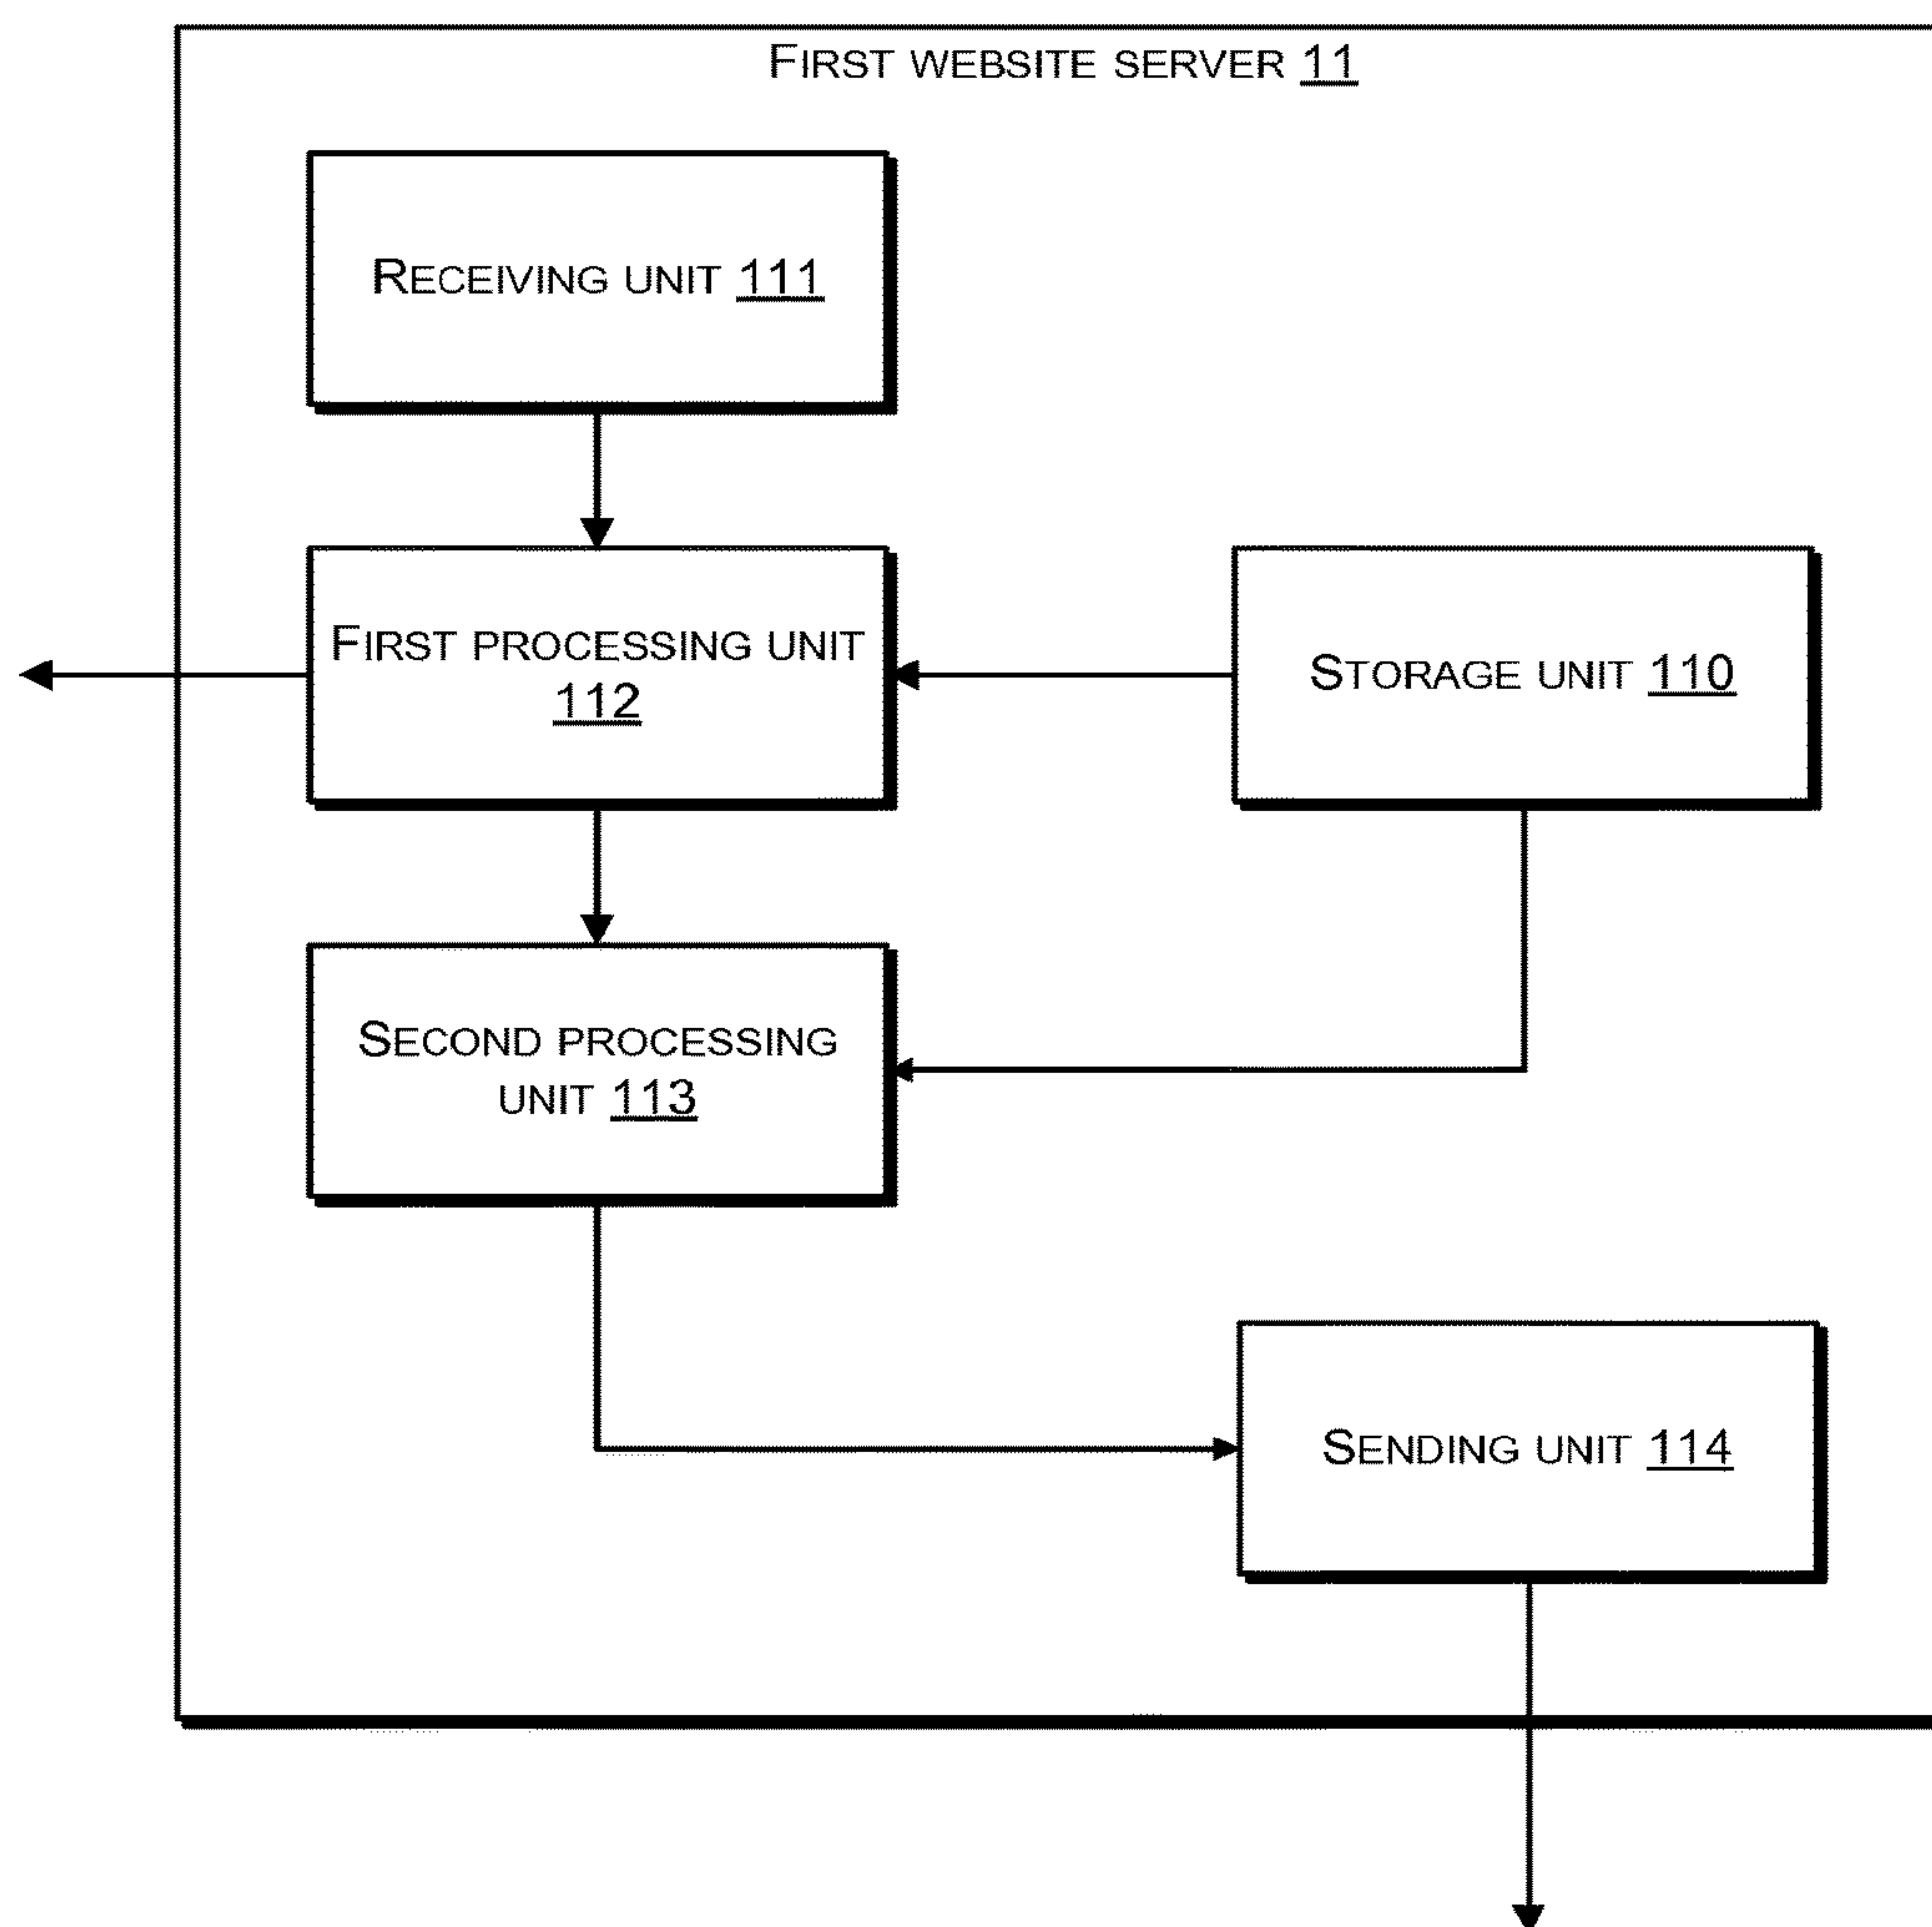 FIRST WEBSITE SERVER 11
RECEIVING UNIT 111
FIRST PROCESSING UNIT
112
STORAGE UNIT 110
SECOND PROCESSING
UNIT 113
SENDING UNIT 114